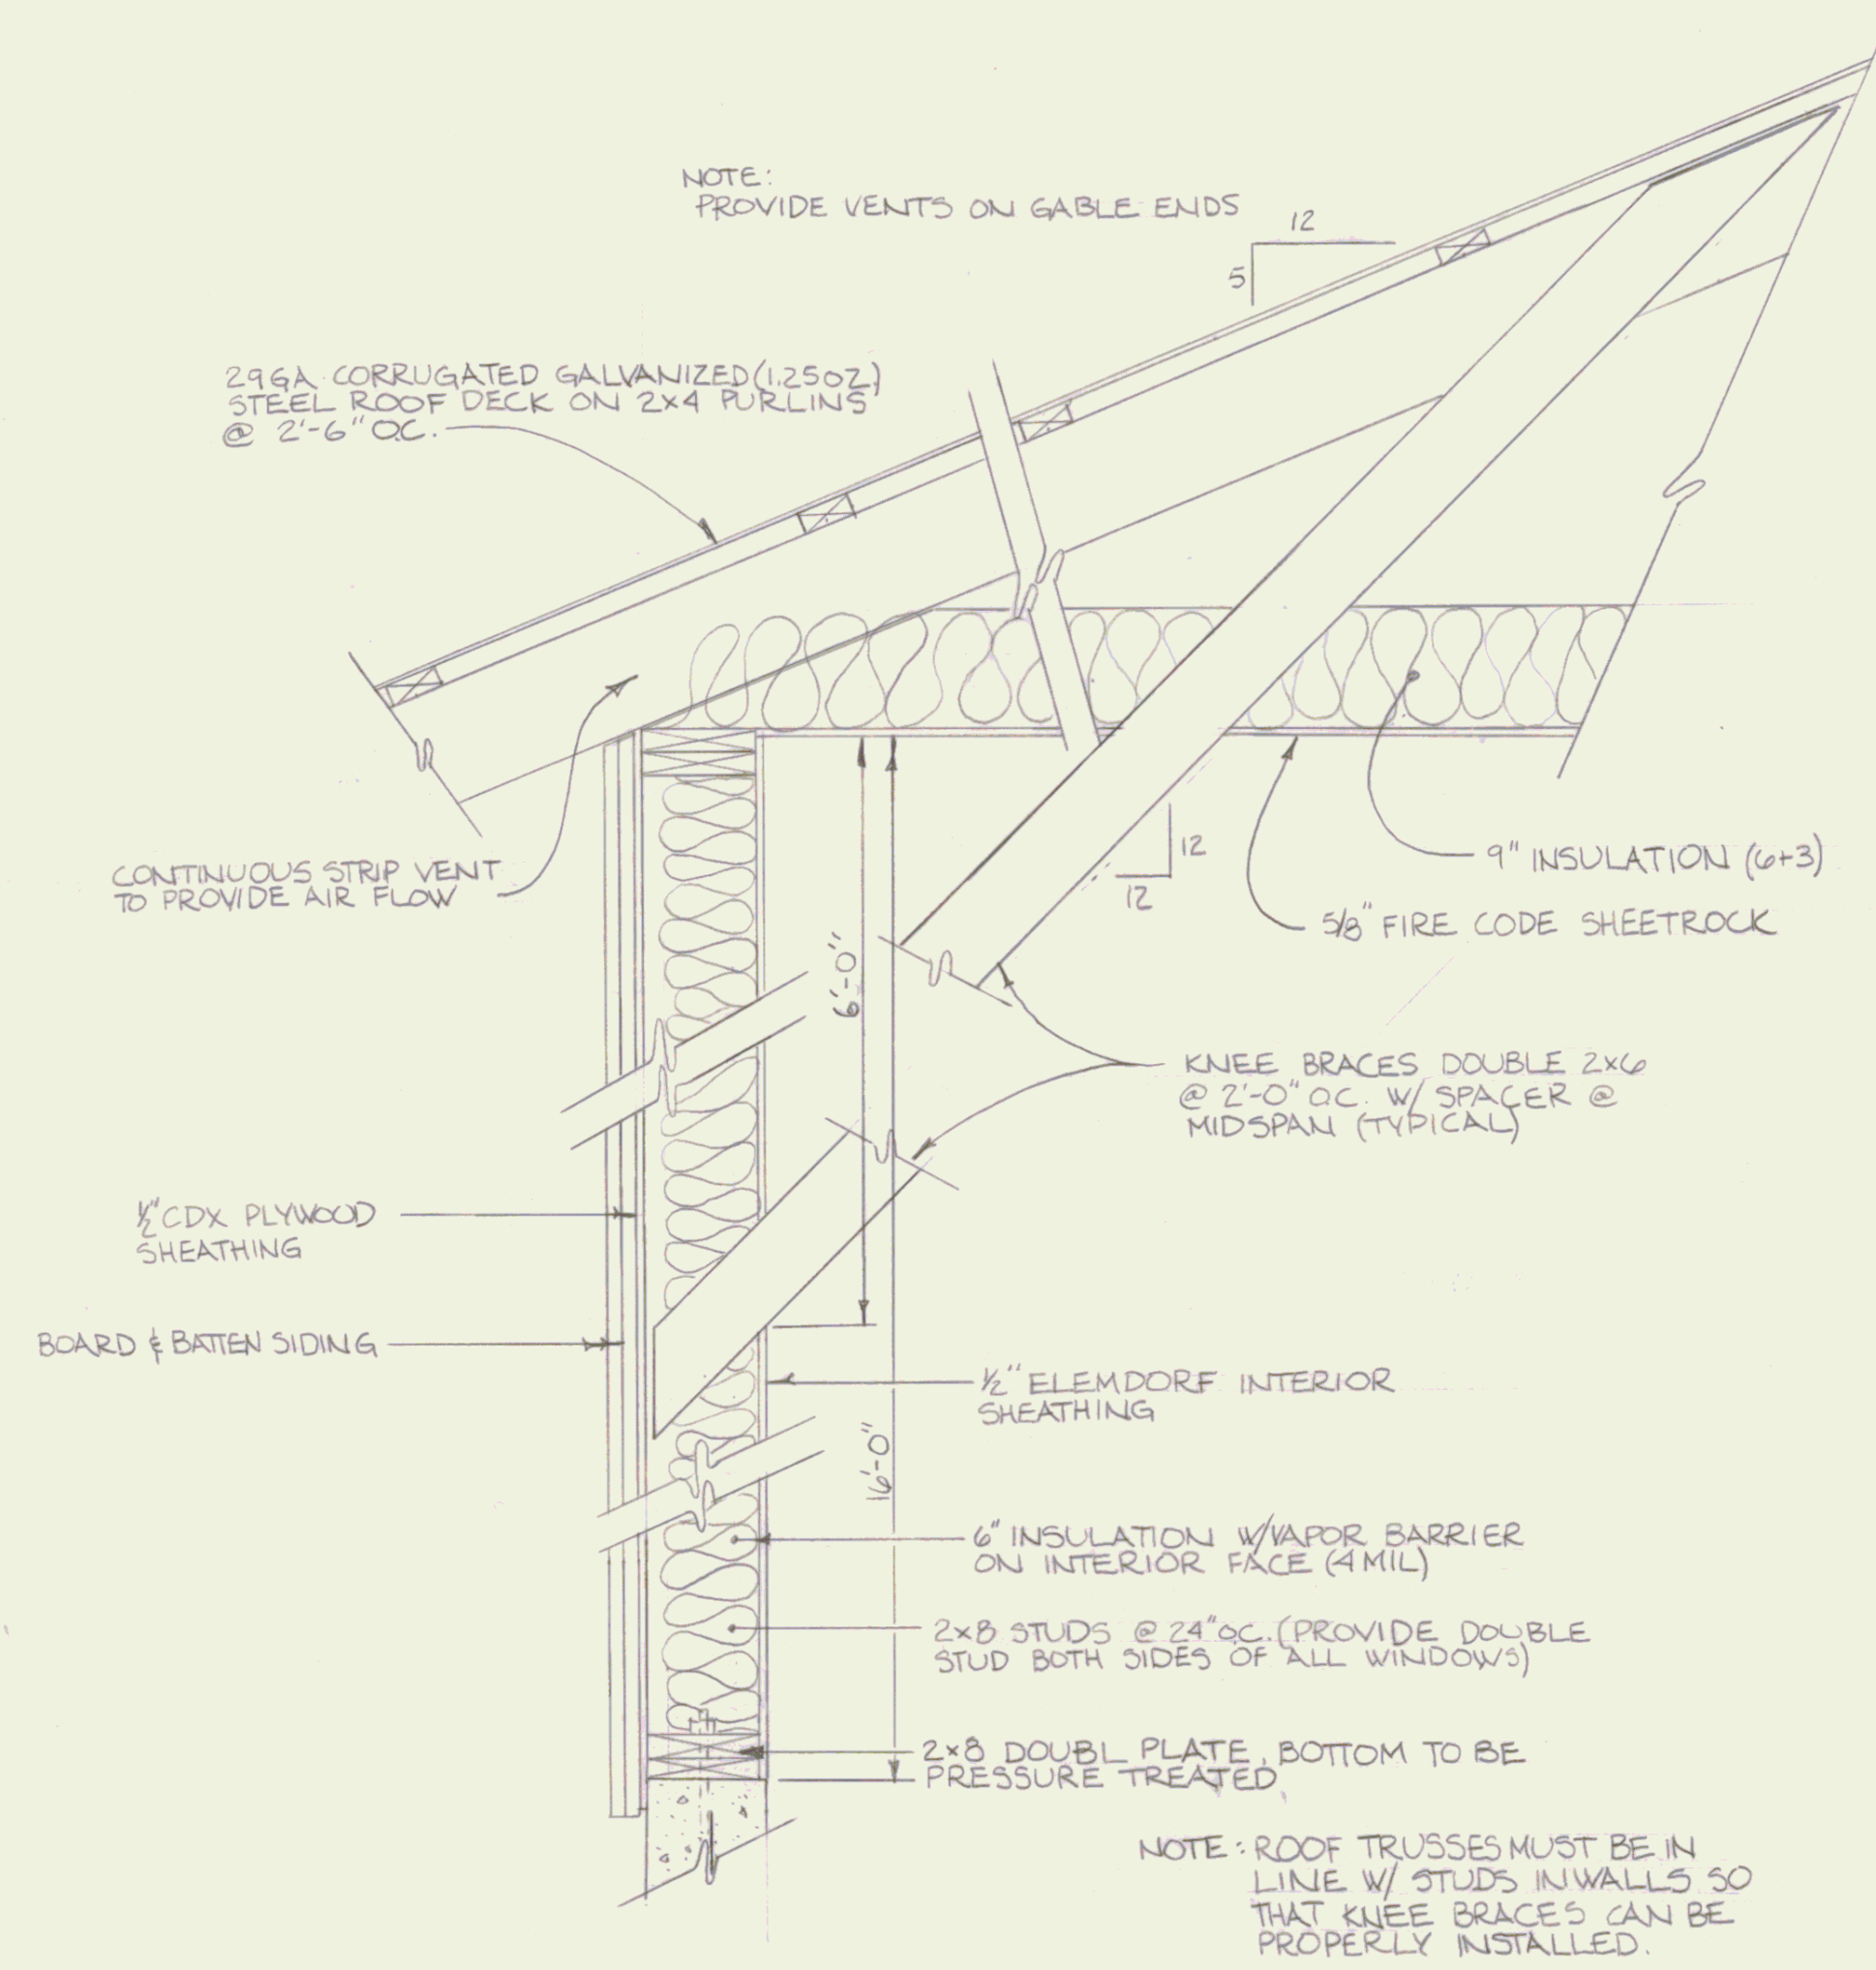 NOTE:
PROVIDE VENTS ON GABLE ENDS
12
5
29GA CORRUGATED GALVANIZED (1.25OZ)
STEEL ROOF DECK ON 2x4 PURLINS
@ 2'-6" O.C.
CONTINUOUS STRIP VENT
TO PROVIDE AIR FLOW
12
12
9" INSULATION (6+3)
5/8" FIRE CODE SHEETROCK
6'-0"
KNEE BRACES DOUBLE 2x6
@ 2'-0" O.C. W/ SPACER @
MIDSPAN (TYPICAL)
1/2" CDX PLYWOOD
SHEATHING
BOARD & BATTEN SIDING
1/2" ELEMDORF INTERIOR
SHEATHING
16'-0"
6" INSULATION W/VAPOR BARRIER
ON INTERIOR FACE (4 MIL)
2x8 STUDS @ 24" O.C. (PROVIDE DOUBLE
STUD BOTH SIDES OF ALL WINDOWS)
2x8 DOUBL PLATE, BOTTOM TO BE
PRESSURE TREATED
NOTE: ROOF TRUSSES MUST BE IN
LINE W/ STUDS IN WALLS SO
THAT KNEE BRACES CAN BE
PROPERLY INSTALLED.